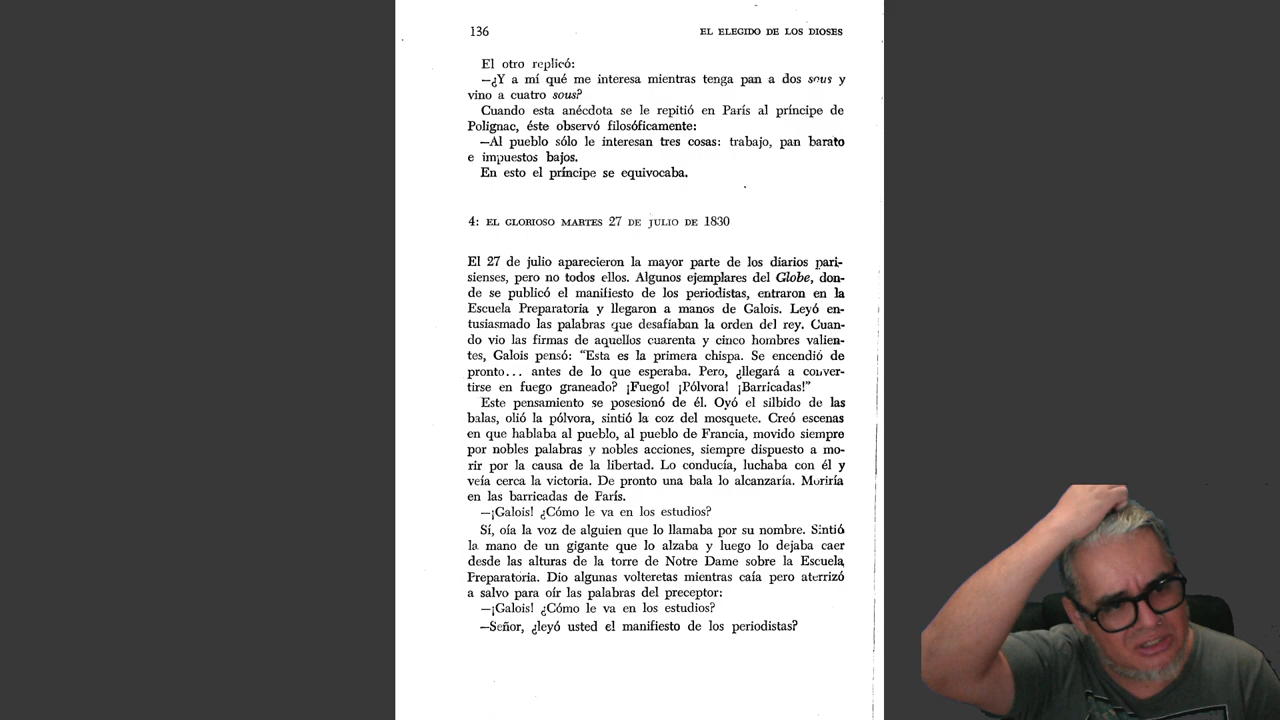 136
EL ELEGIDO DE LOS DIOSES
El otro replicó:
—¿Y a mí qué me interesa mientras tenga pan a dos sous y
vino a cuatro sous?
Cuando esta anécdota se le repitió en París al príncipe de
Polignac, éste observó filosóficamente:
—Al pueblo sólo le interesan tres cosas: trabajo, pan barato
e impuestos bajos.
En esto el príncipe se equivocaba.
4: EL GLORIOSO MARTES 27 DE JULIO DE 1830
El 27 de julio aparecieron la mayor parte de los diarios pari-
sienses, pero no todos ellos. Algunos ejemplares del Globe, don-
de se publicó el manifiesto de los periodistas, entraron en la
Escuela Preparatoria y llegaron a manos de Galois. Leyó en-
tusiasmado las palabras que desafiaban la orden del rey. Cuan-
do vio las firmas de aquellos cuarenta y cinco hombres valien-
tes, Galois pensó: “Esta es la primera chispa. Se encendió de
pronto... antes de lo que esperaba. Pero, ¿llegará a conver-
tirse en fuego graneado? ¡Fuego! ¡Pólvora! ¡Barricadas!”
Este pensamiento se posesionó de él. Oyó el silbido de las
balas, olió la pólvora, sintió la coz del mosquete. Creó escenas
en que hablaba al pueblo, al pueblo de Francia, movido siempre
por nobles palabras y nobles acciones, siempre dispuesto a mo-
rir por la causa de la libertad. Lo conducía, luchaba con él y
veía cerca la victoria. De pronto una bala lo alcanzaría. Moriría
en las barricadas de París.
—¡Galois! ¿Cómo le va en los estudios?
Sí, oía la voz de alguien que lo llamaba por su nombre. Sintió
la mano de un gigante que lo alzaba y luego lo dejaba caer
desde las alturas de la torre de Notre Dame sobre la Escuela
Preparatoria. Dio algunas volteretas mientras caía pero aterrizó
a salvo para oír las palabras del preceptor:
—¡Galois! ¿Cómo le va en los estudios?
—Señor, ¿leyó usted el manifiesto de los periodistas?